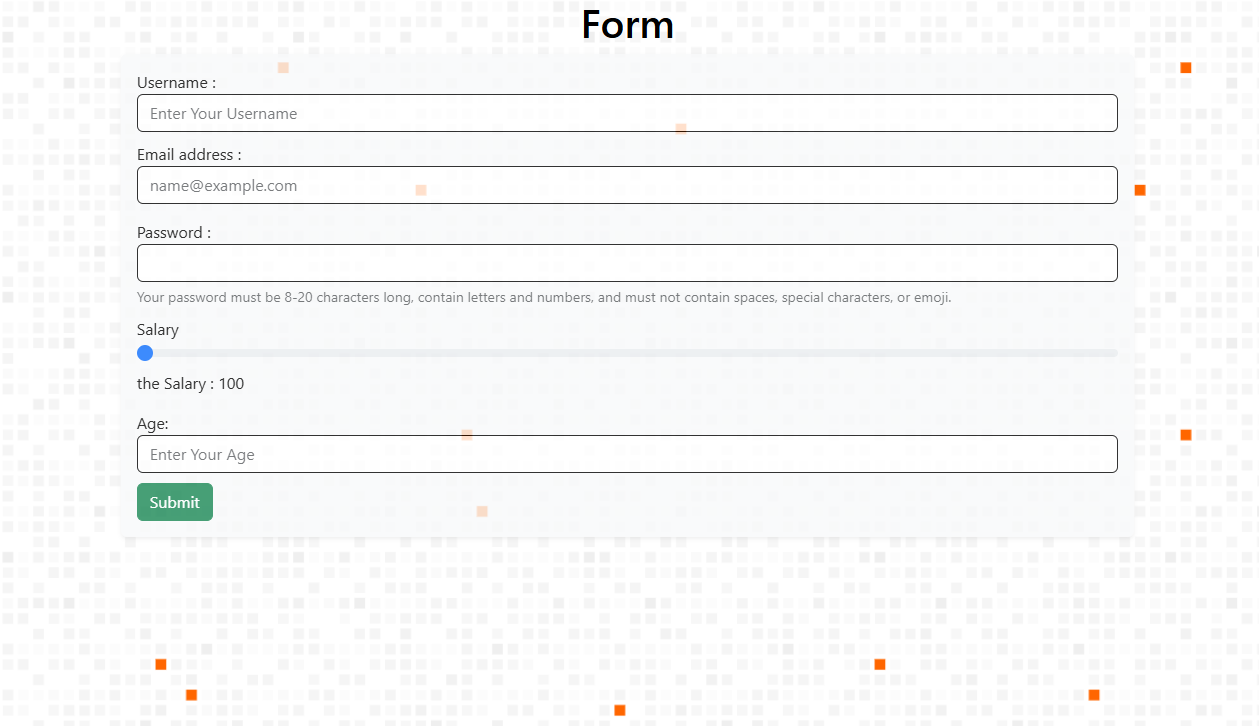 Form
Username :
Enter Your Username
Email address :
name@example.com
Password :
Your password must be 8-20 characters long, contain letters and numbers, and must not contain spaces, special characters, or emoji.
Salary
the Salary : 100
Age:
Enter Your Age
Submit